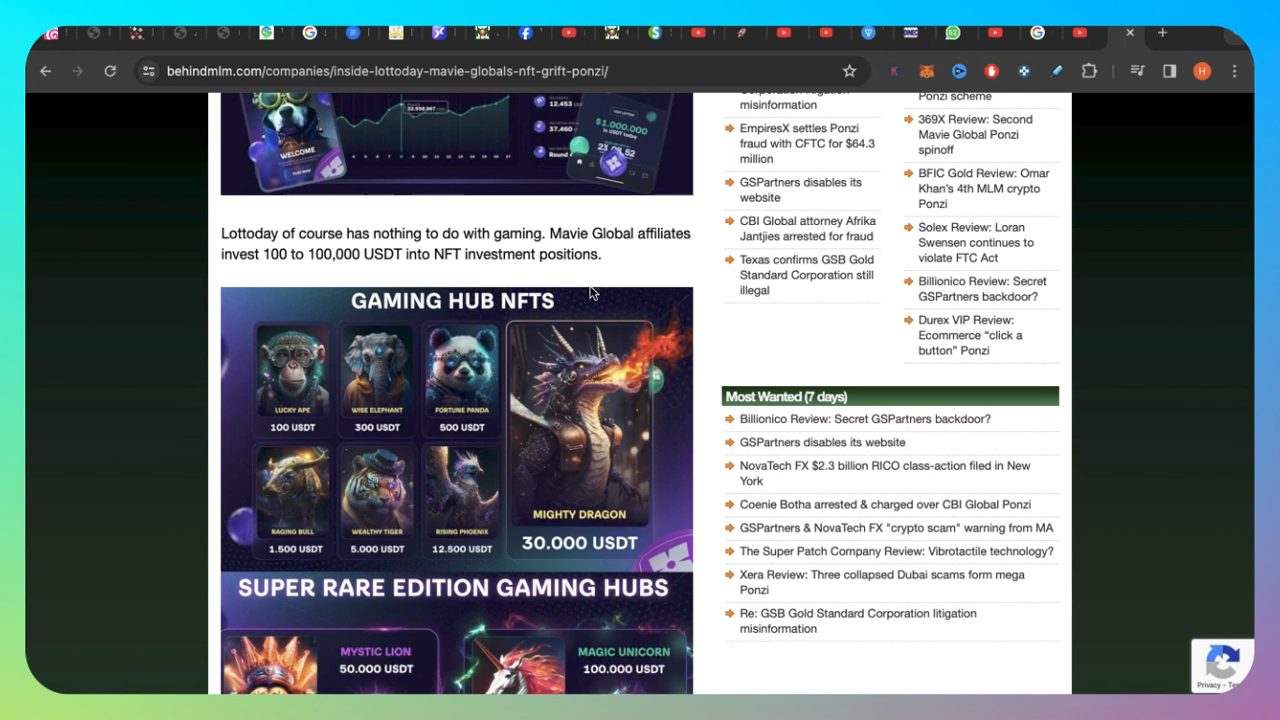 behindmlm.com/companies/inside-lottoday-mavie-globals-nft-grift-ponzi/
H
WELCOME
12.453
37.460
$1.000.000
in USDT today
Lottoday of course has nothing to do with gaming. Mavie Global affiliates
invest 100 to 100,000 USDT into NFT investment positions.
GAMING HUB NFTS
LUCKY APE
100 USDT
WISE ELEPHANT
300 USDT
FORTUNE PANDA
500 USDT
RAGING BULL
1.500 USDT
WEALTHY TIGER
5.000 USDT
RISING PHOENIX
12.500 USDT
MIGHTY DRAGON
30.000 USDT
SUPER RARE EDITION GAMING HUBS
MYSTIC LION
50.000 USDT
MAGIC UNICORN
100.000 USDT
Corporation litigation
misinformation
EmpiresX settles Ponzi
fraud with CFTC for $64.3
million
GSPartners disables its
website
CBI Global attorney Afrika
Jantjies arrested for fraud
Texas confirms GSB Gold
Standard Corporation still
illegal
Ponzi scheme
369X Review: Second
Mavie Global Ponzi
spinoff
BFIC Gold Review: Omar
Khan's 4th MLM crypto
Ponzi
Solex Review: Loran
Swensen continues to
violate FTC Act
Billionico Review: Secret
GSPartners backdoor?
Durex VIP Review:
Ecommerce "click a
button" Ponzi
Most Wanted (7 days)
Billionico Review: Secret GSPartners backdoor?
GSPartners disables its website
NovaTech FX $2.3 billion RICO class-action filed in New
York
Coenie Botha arrested & charged over CBI Global Ponzi
GSPartners & NovaTech FX "crypto scam" warning from MA
The Super Patch Company Review: Vibrotactile technology?
Xera Review: Three collapsed Dubai scams form mega
Ponzi
Re: GSB Gold Standard Corporation litigation
misinformation
Privacy -